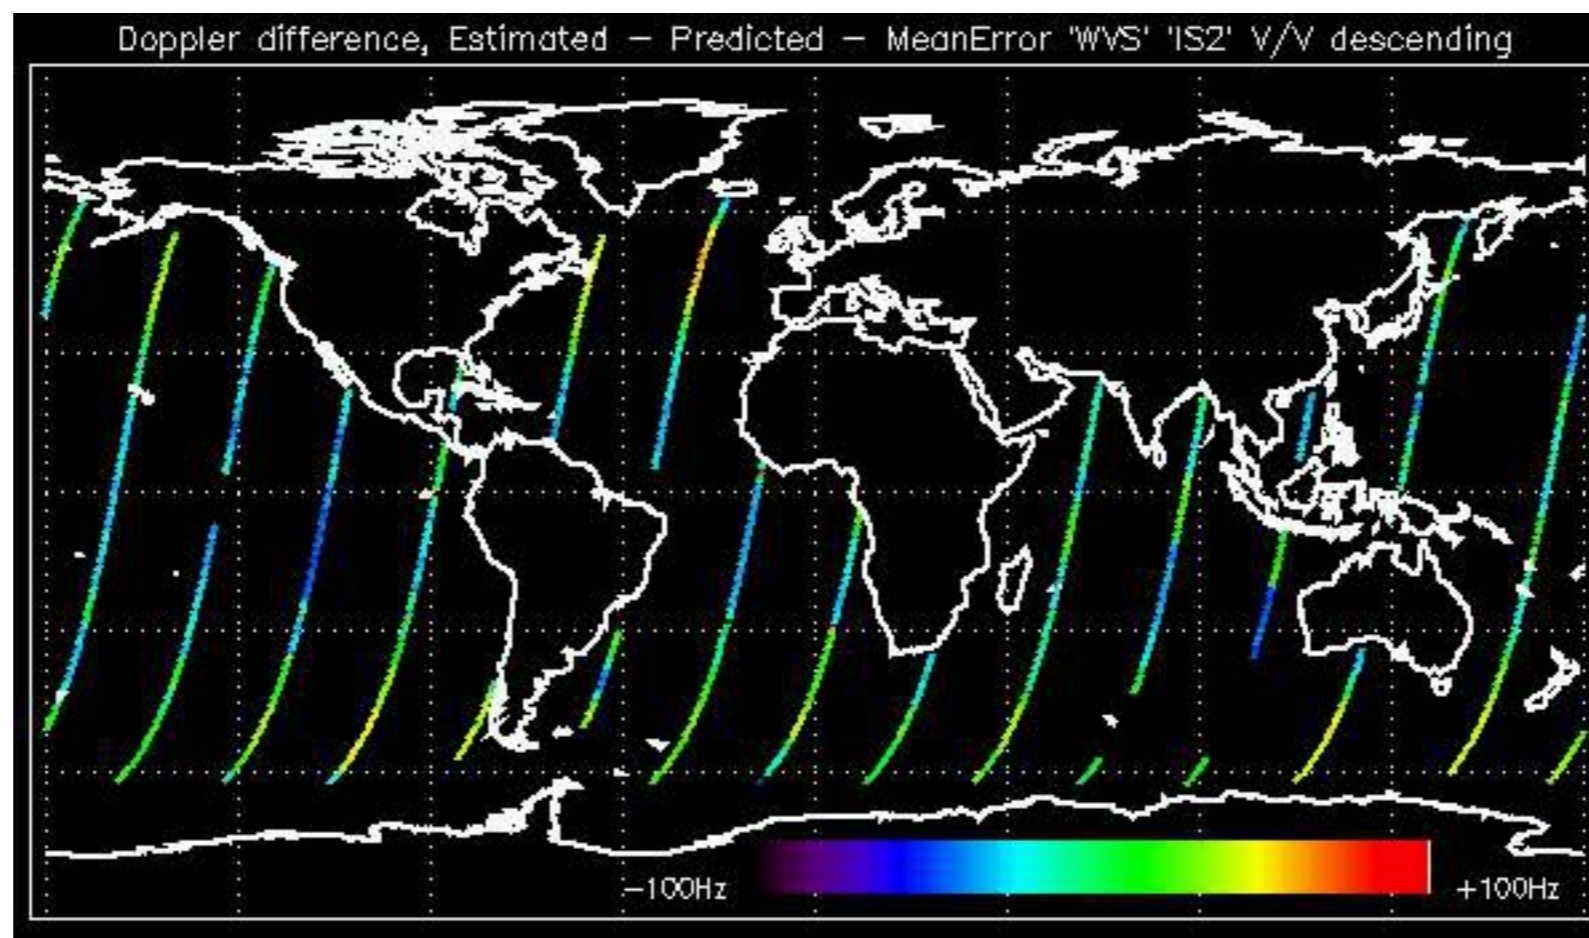 Doppler difference, Estimated - Predicted - MeanError 'WVS' 'IS2' V/V descending
-100Hz
+100Hz